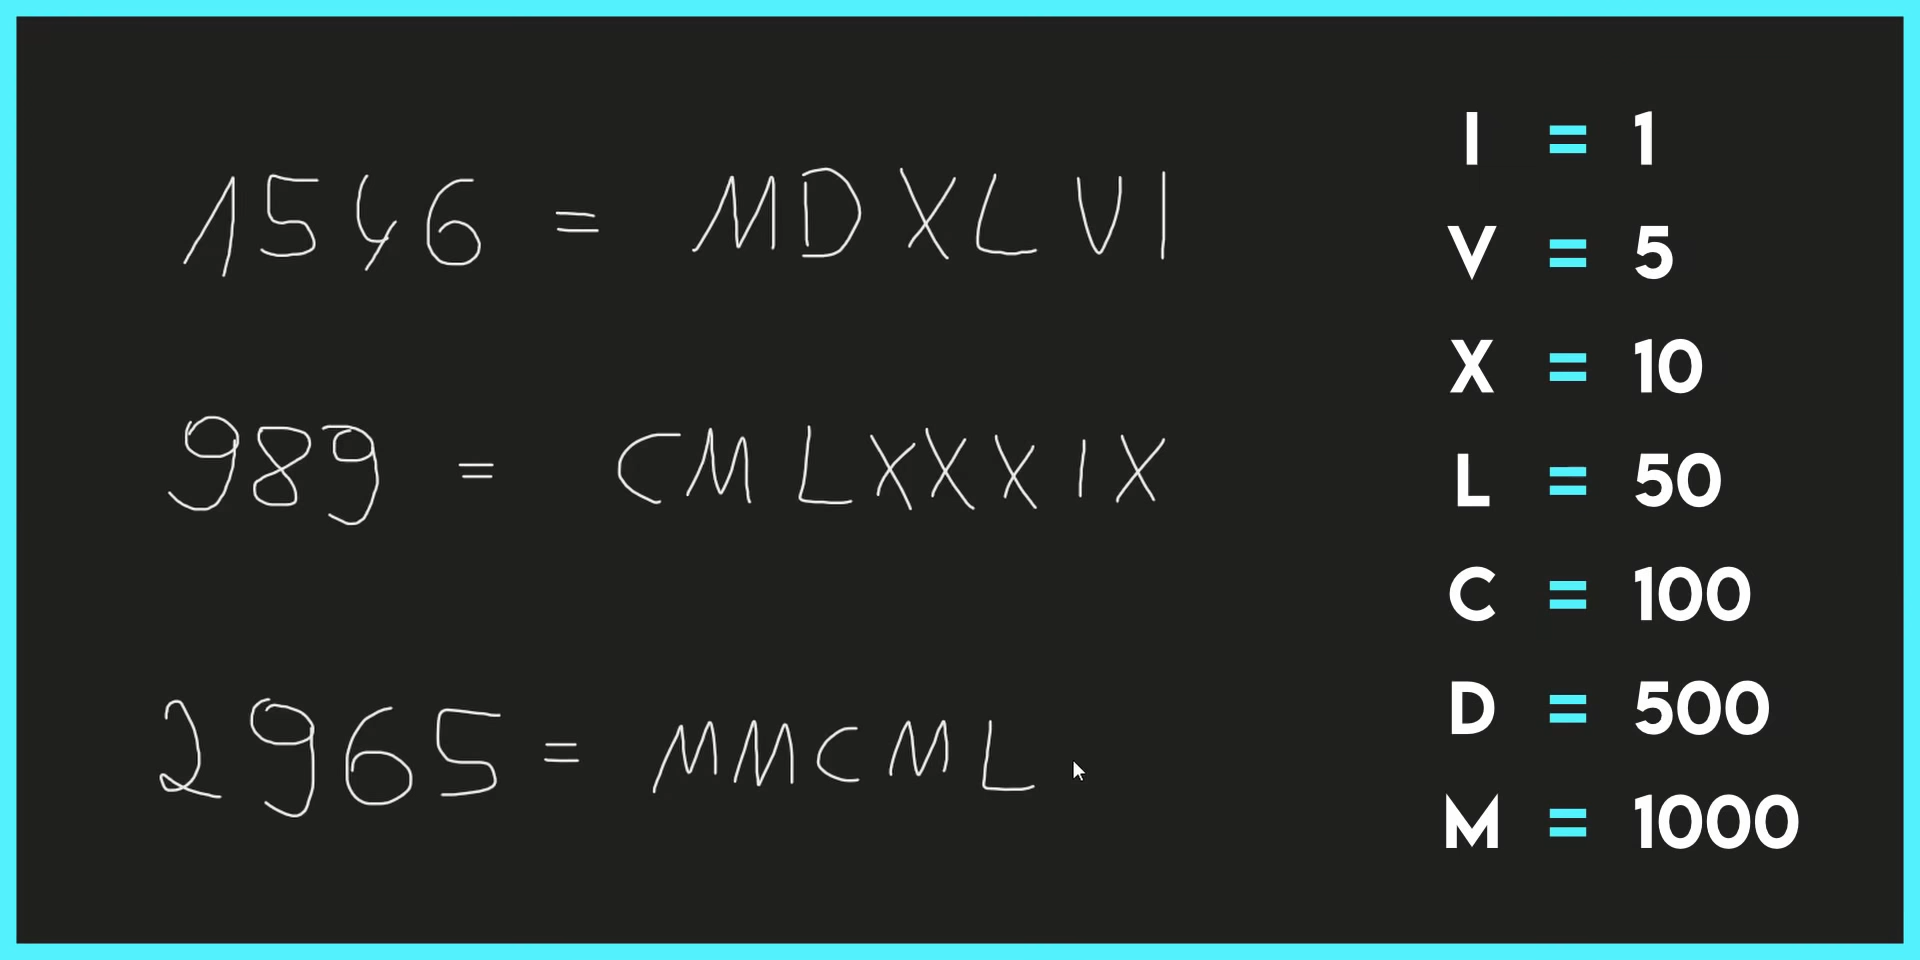 1546 = MDXLVI
989 = CMLXXXIX
2965 = MMCML
I = 1
V = 5
X = 10
L = 50
C = 100
D = 500
M = 1000